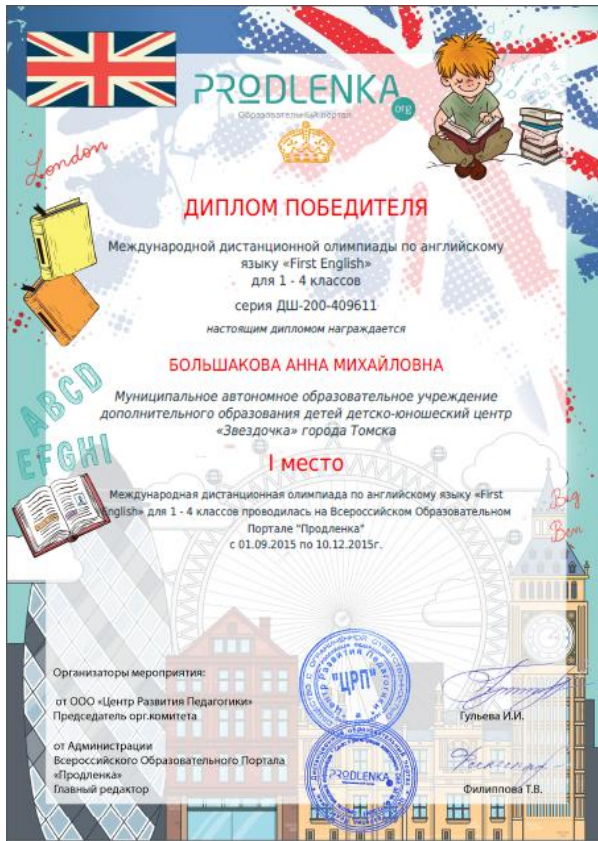 PRODLENKA
.org
Образовательный портал
London
ДИПЛОМ ПОБЕДИТЕЛЯ
Международной дистанционной олимпиады по английскому
языку «First English»
для 1 - 4 классов
серия ДШ-200-409611
настоящим дипломом награждается
БОЛЬШАКОВА АННА МИХАЙЛОВНА
Муниципальное автономное образовательное учреждение
дополнительного образования детей детско-юношеский центр
«Звездочка» города Томска
ABCD
EFGHI
I место
Международная дистанционная олимпиада по английскому языку «First
English» для 1 - 4 классов проводилась на Всероссийском Образовательном
Портале "Продленка"
с 01.09.2015 по 10.12.2015г.
Big
Ben
Организаторы мероприятия:
от ООО «Центр Развития Педагогики»
Председатель орг.комитета
Гульева И.И.
от Администрации
Всероссийского Образовательного Портала
«Продленка»
Главный редактор
Филиппова Т.В.
"ЦРП"
PRODLENKA